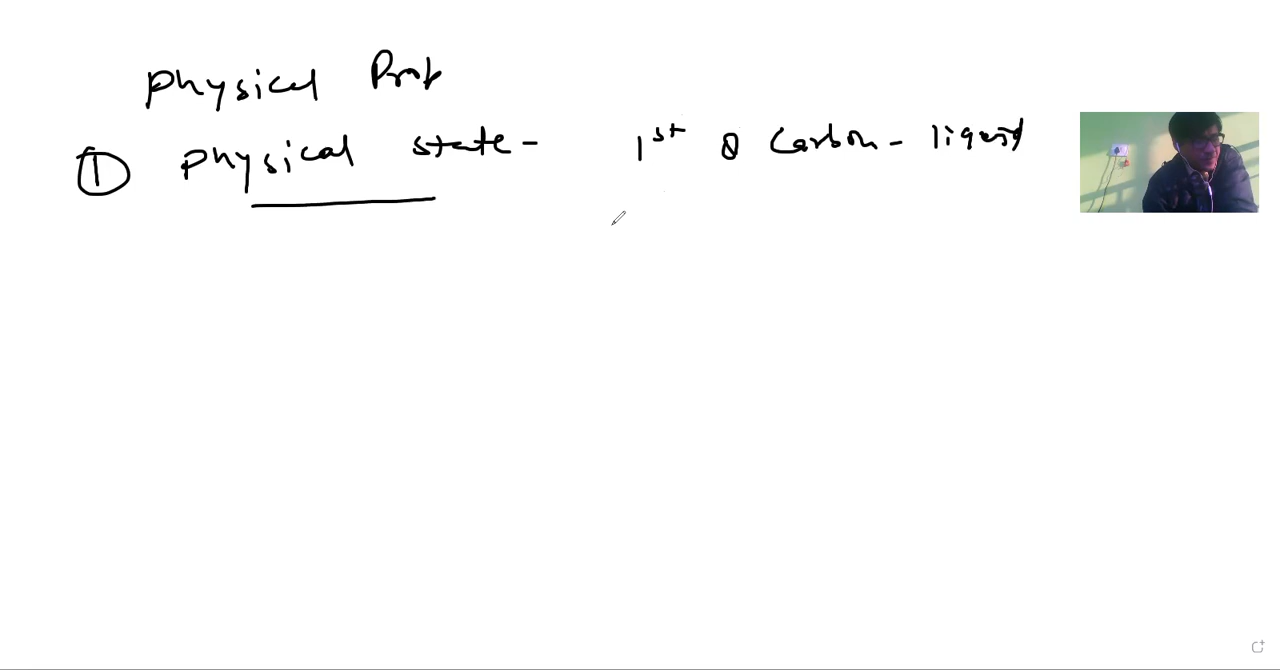 Physical Prop
① Physical state - 1st 8 Carbon - liquid